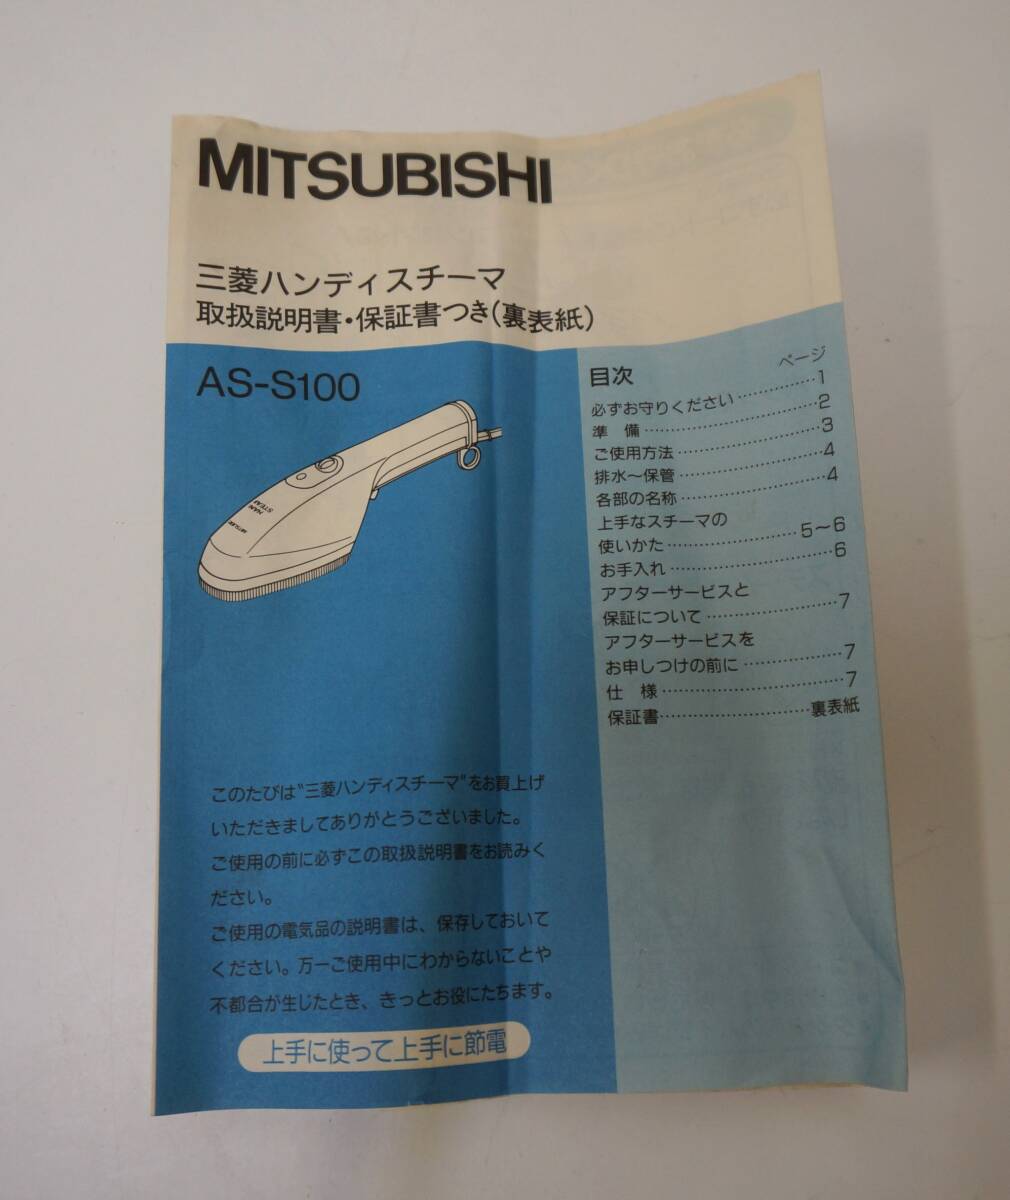 MITSUBISHI
三菱ハンディスチーマ
取扱説明書・保証書つき(裏表紙)
AS-S100
目次 ページ
必ずお守りください……………1
準 備……………………2
ご使用方法………………3
排水〜保管………………4
各部の名称………………4
上手なスチーマの
使いかた………………5〜6
お手入れ…………………6
アフターサービスと
保証について………………7
アフターサービスを
お申しつけの前に……………7
仕 様……………………7
保証書……………………裏表紙
このたびは"三菱ハンディスチーマ"をお買上げ
いただきましてありがとうございました。
ご使用の前に必ずこの取扱説明書をお読みく
ださい。
ご使用の電気品の説明書は、保存しておいて
ください。万一ご使用中にわからないことや
不都合が生じたとき、きっとお役にたちます。
上手に使って上手に節電